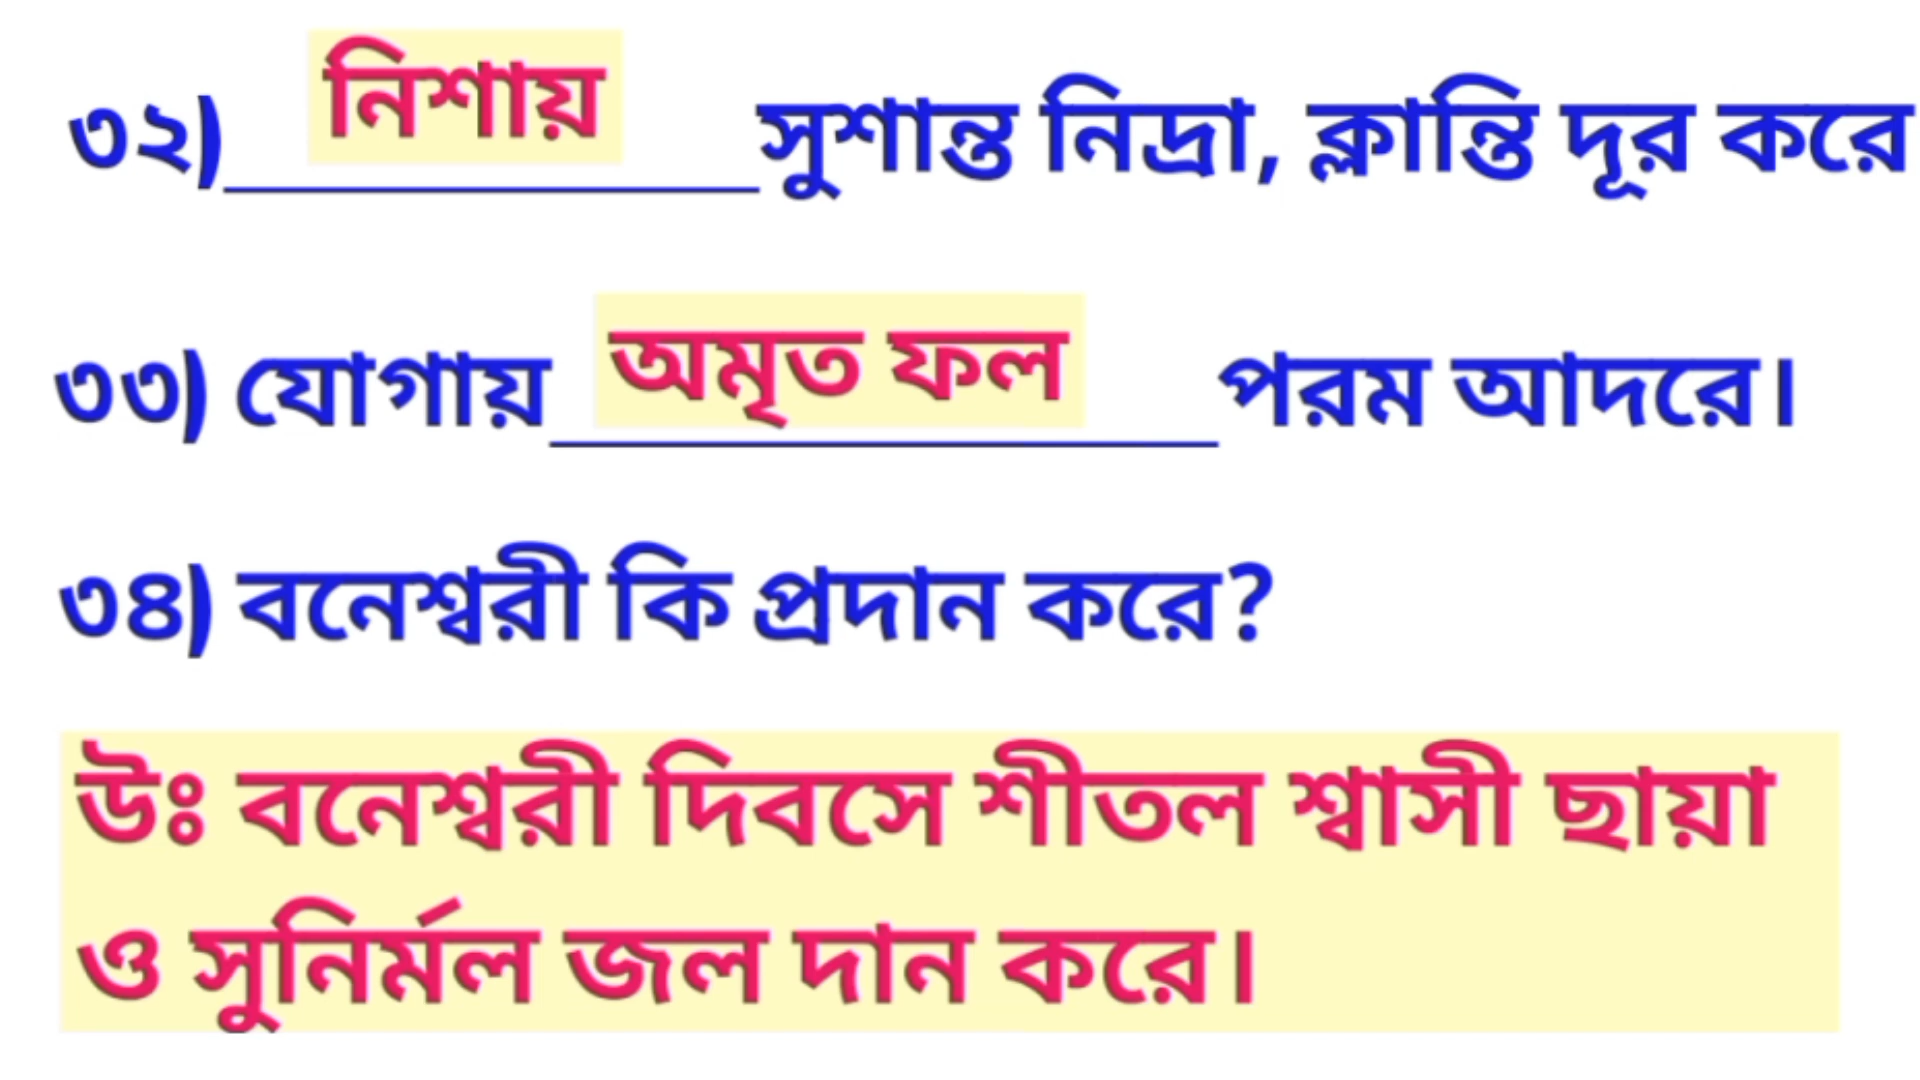 ৩২) নিশায় সুশান্ত নিদ্রা, ক্লান্তি দূর করে
৩৩) যোগায় অমৃত ফল পরম আদরে।
৩৪) বনেশ্বরী কি প্রদান করে?
উঃ বনেশ্বরী দিবসে শীতল শ্বাসী ছায়া
ও সুনির্মল জল দান করে।